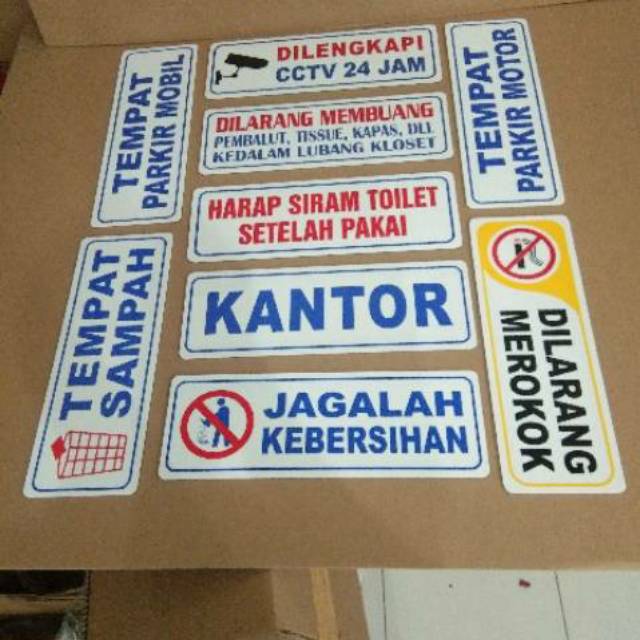 TEMPAT
PARKIR MOBIL
DILENGKAPI
CCTV 24 JAM
TEMPAT
PARKIR MOTOR
DILARANG MEMBUANG
PEMBALUT, TISSUE, KAPAS, DLL
KEDALAM LUBANG KLOSET
HARAP SIRAM TOILET
SETELAH PAKAI
TEMPAT
SAMPAH
KANTOR
DILARANG
MEROKOK
JAGALAH
KEBERSIHAN